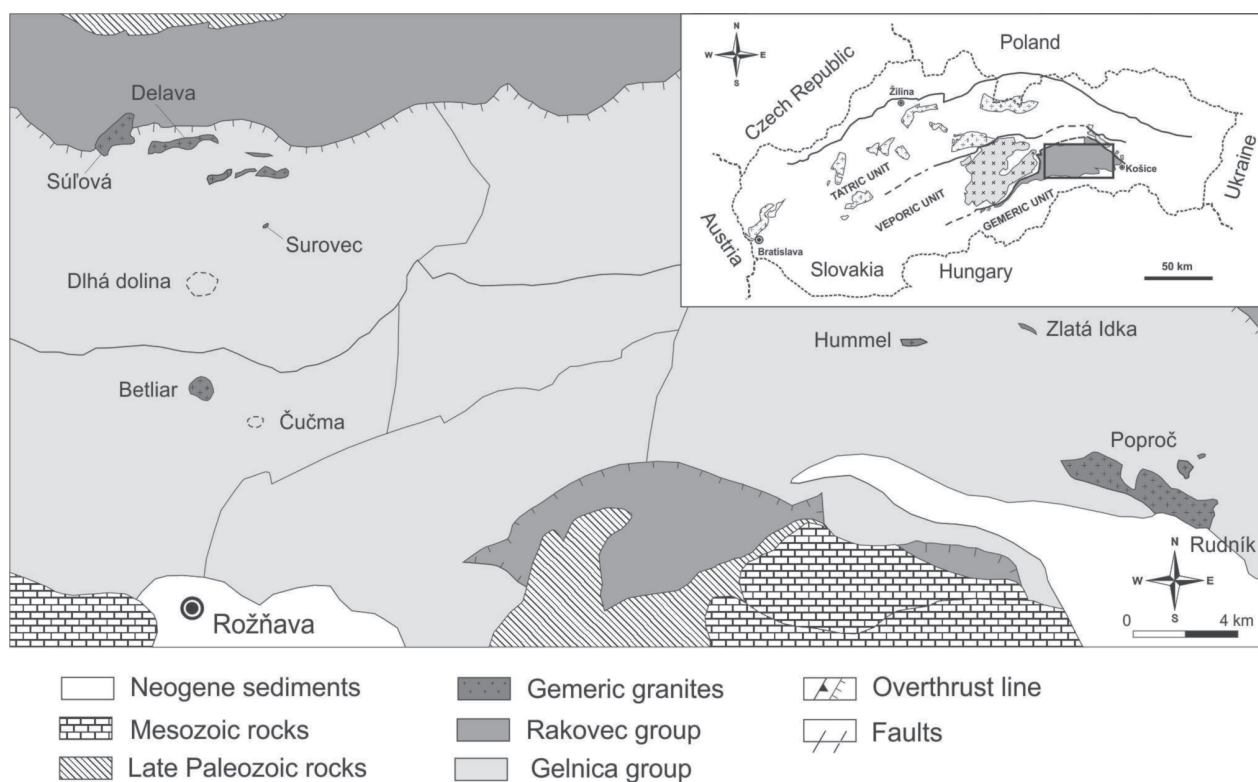 Delava
Súľová
Surovec
Dlhá dolina
Betliar
Čučma
Rožňava
Hummel
Zlatá Idka
Poproč
Rudník
N
W E
S
0 4 km
N
W E
S
Poland
Czech Republic
Žilina
Ukraine
Košice
TATRIC UNIT
VEPORIC UNIT
GEMERIC UNIT
Austria
Bratislava
Slovakia
Hungary
50 km
Neogene sediments
Mesozoic rocks
Late Paleozoic rocks
Gemeric granites
Rakovec group
Gelnica group
Overthrust line
Faults